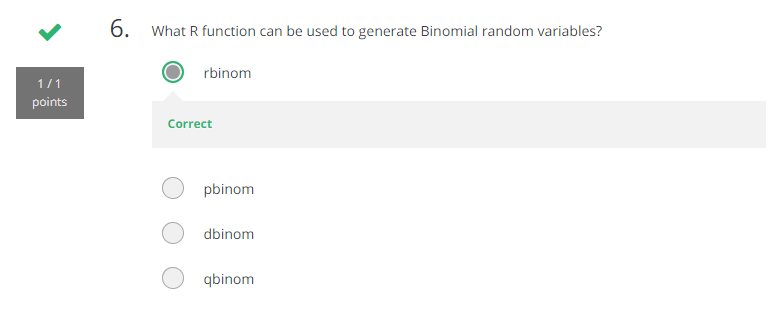 6. What R function can be used to generate Binomial random variables?
1 / 1
points
rbinom
Correct
pbinom
dbinom
qbinom